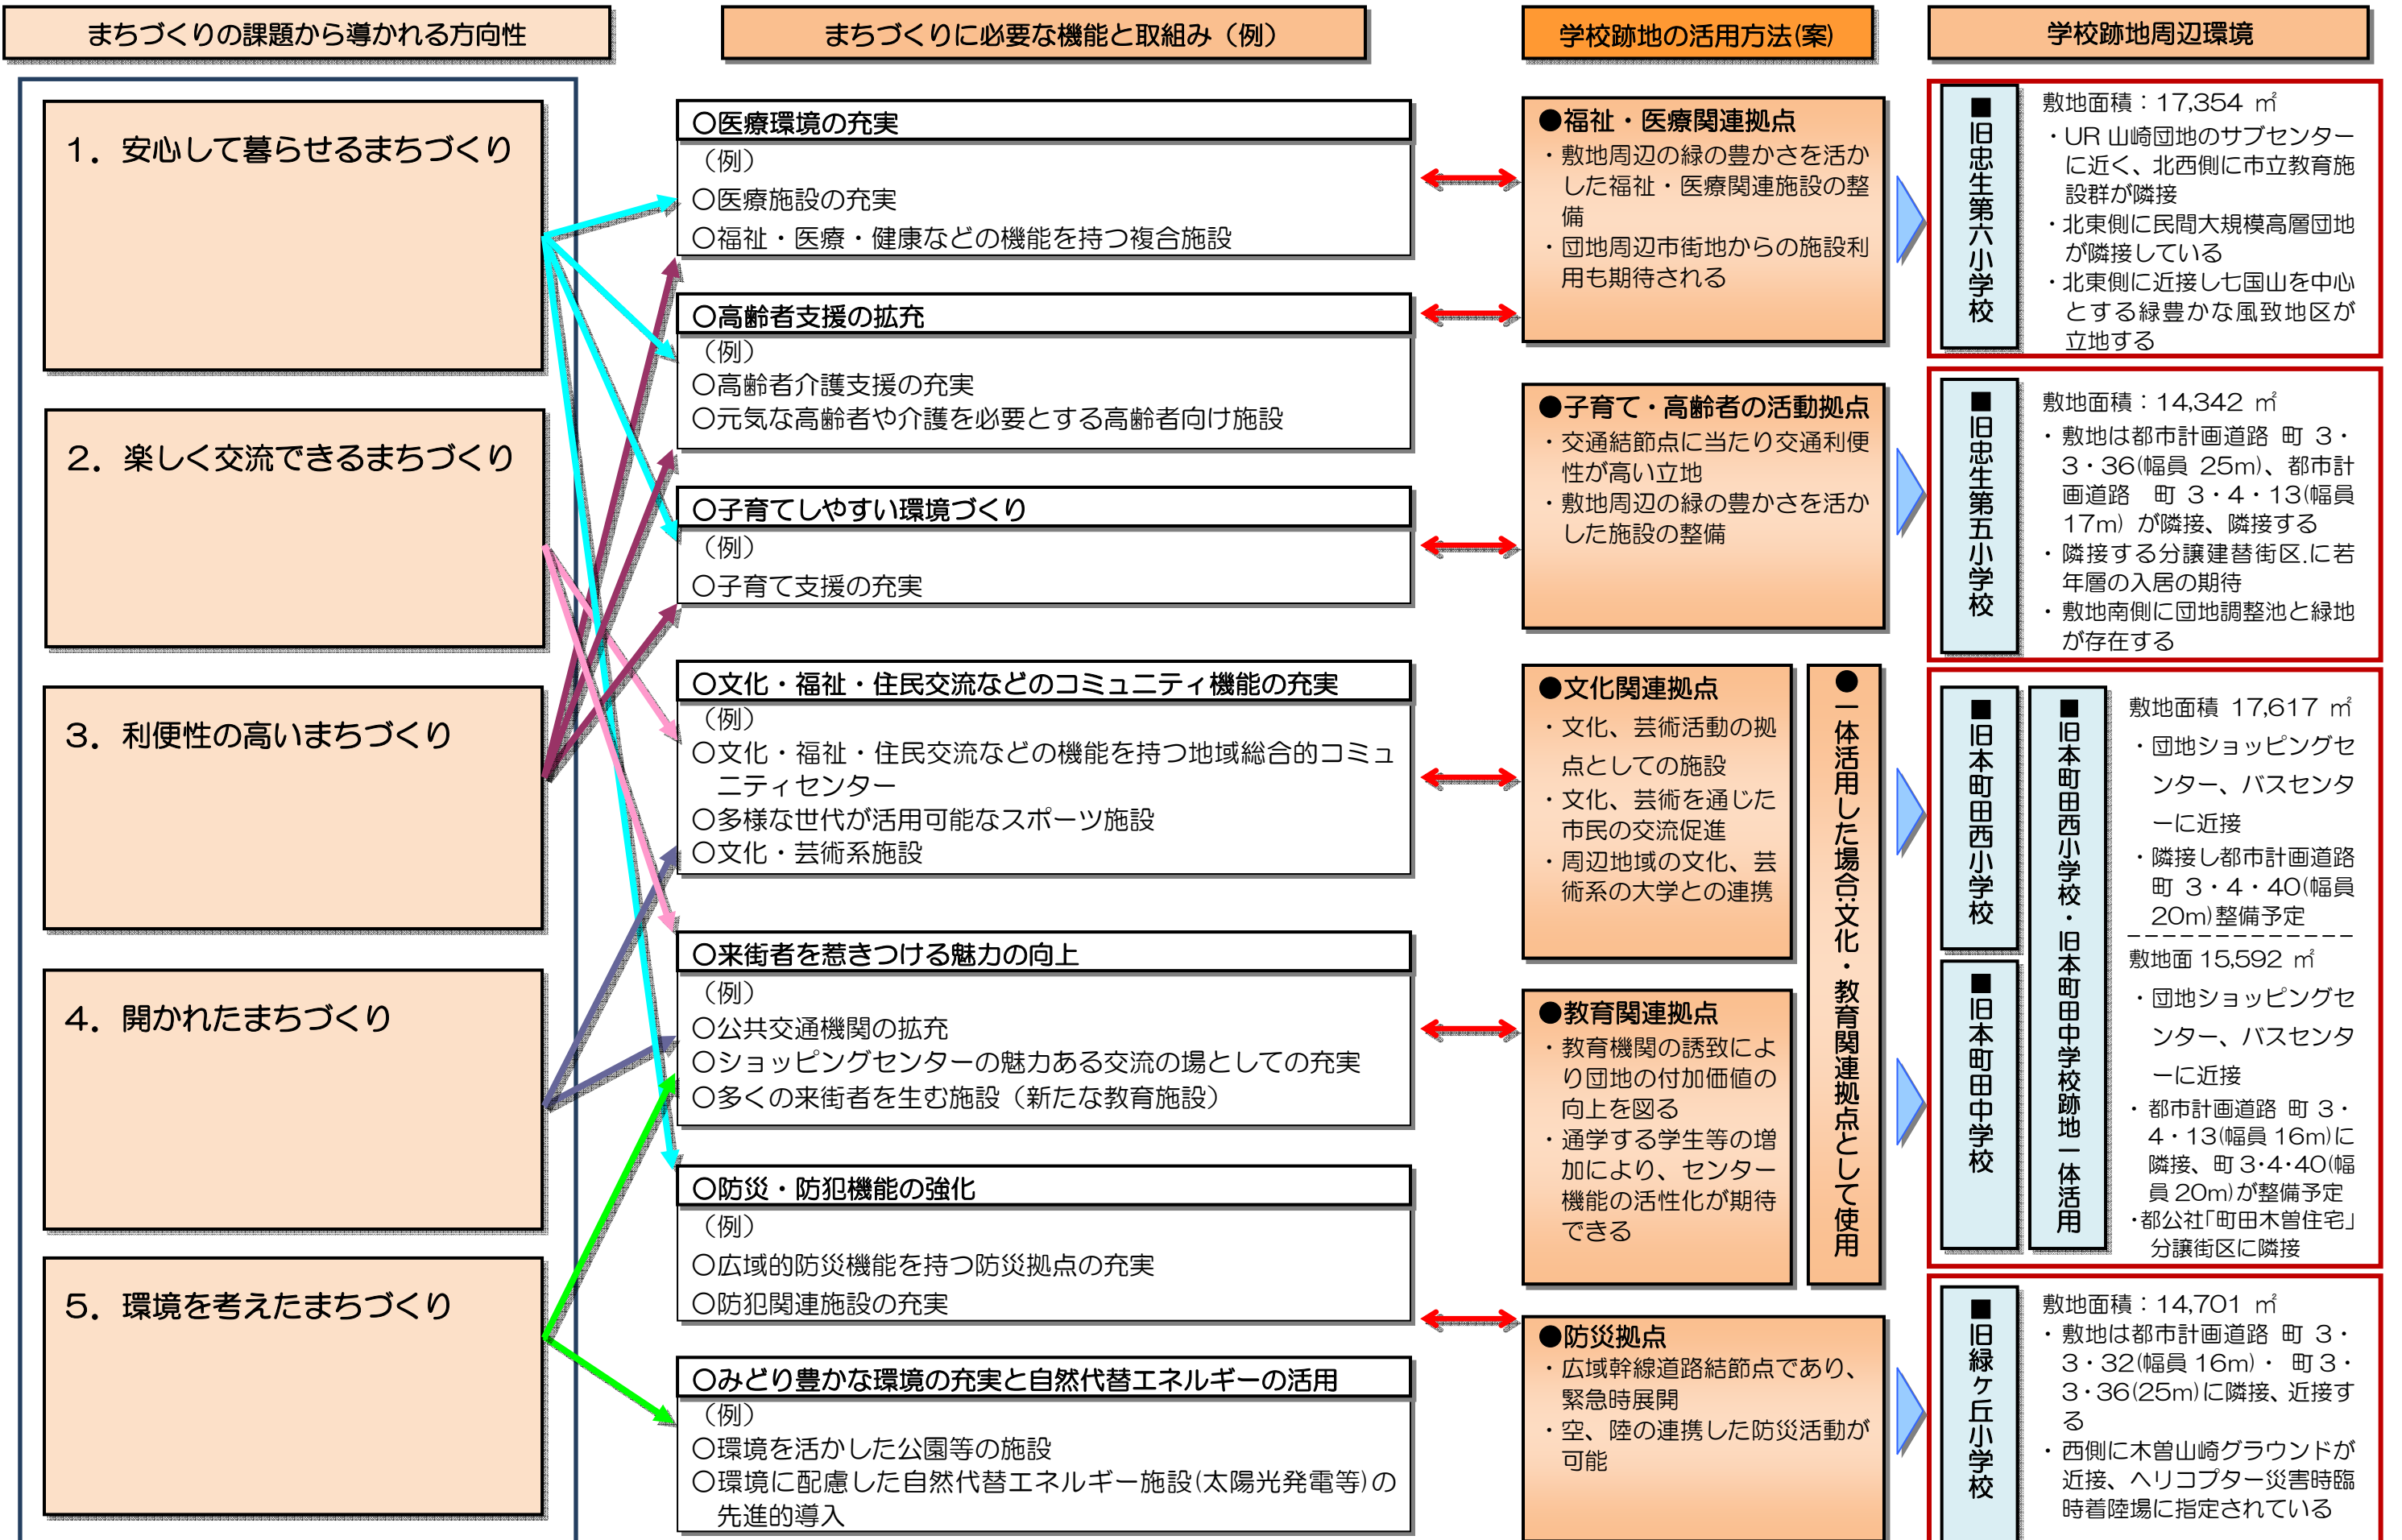 まちづくりの課題から導かれる方向性
1．安心して暮らせるまちづくり
2．楽しく交流できるまちづくり
3．利便性の高いまちづくり
4．開かれたまちづくり
5．環境を考えたまちづくり
まちづくりに必要な機能と取組み（例）
○医療環境の充実
（例）
○医療施設の充実
○福祉・医療・健康などの機能を持つ複合施設
○高齢者支援の拡充
（例）
○高齢者介護支援の充実
○元気な高齢者や介護を必要とする高齢者向け施設
○子育てしやすい環境づくり
（例）
○子育て支援の充実
○文化・福祉・住民交流などのコミュニティ機能の充実
（例）
○文化・福祉・住民交流などの機能を持つ地域総合的コミュ
ニティセンター
○多様な世代が活用可能なスポーツ施設
○文化・芸術系施設
○来街者を惹きつける魅力の向上
（例）
○公共交通機関の拡充
○ショッピングセンターの魅力ある交流の場としての充実
○多くの来街者を生む施設（新たな教育施設）
○防災・防犯機能の強化
（例）
○広域的防災機能を持つ防災拠点の充実
○防犯関連施設の充実
○みどり豊かな環境の充実と自然代替エネルギーの活用
（例）
○環境を活かした公園等の施設
○環境に配慮した自然代替エネルギー施設(太陽光発電等)の
先進的導入
学校跡地の活用方法(案)
●福祉・医療関連拠点
・敷地周辺の緑の豊かさを活か
した福祉・医療関連施設の整
備
・団地周辺市街地からの施設利
用も期待される
●子育て・高齢者の活動拠点
・交通結節点に当たり交通利便
性が高い立地
・敷地周辺の緑の豊かさを活か
した施設の整備
●文化関連拠点
・文化、芸術活動の拠
点としての施設
・文化、芸術を通じた
市民の交流促進
・周辺地域の文化、芸
術系の大学との連携
●教育関連拠点
・教育機関の誘致によ
り団地の付加価値の
向上を図る
・通学する学生等の増
加により、センター
機能の活性化が期待
できる
●一体活用した場合:文化・教育関連拠点として使用
●防災拠点
・広域幹線道路結節点であり、
緊急時展開
・空、陸の連携した防災活動が
可能
学校跡地周辺環境
■旧忠生第六小学校
敷地面積：17,354 ㎡
・UR 山崎団地のサブセンター
に近く、北西側に市立教育施
設群が隣接
・北東側に民間大規模高層団地
が隣接している
・北東側に近接し七国山を中心
とする緑豊かな風致地区が
立地する
■旧忠生第五小学校
敷地面積：14,342 ㎡
・敷地は都市計画道路 町 3・
3・36(幅員 25m)、都市計
画道路 町 3・4・13(幅員
17m) が隣接、隣接する
・隣接する分譲建替街区.に若
年層の入居の期待
・敷地南側に団地調整池と緑地
が存在する
■旧本町田西小学校
■旧本町田中学校
■旧本町田西小学校・旧本町田中学校跡地一体活用
敷地面積 17,617 ㎡
・団地ショッピングセ
ンター、バスセンタ
ーに近接
・隣接し都市計画道路
町 3・4・40(幅員
20m)整備予定
敷地面 15,592 ㎡
・団地ショッピングセ
ンター、バスセンタ
ーに近接
・都市計画道路 町 3・
4・13(幅員 16m)に
隣接、町 3・4・40(幅
員 20m)が整備予定
・都公社｢町田木曽住宅｣
分譲街区に隣接
■旧緑ヶ丘小学校
敷地面積：14,701 ㎡
・敷地は都市計画道路 町 3・
3・32(幅員 16m)・ 町 3・
3・36(25m)に隣接、近接す
る
・西側に木曽山崎グラウンドが
近接、ヘリコプター災害時臨
時着陸場に指定されている